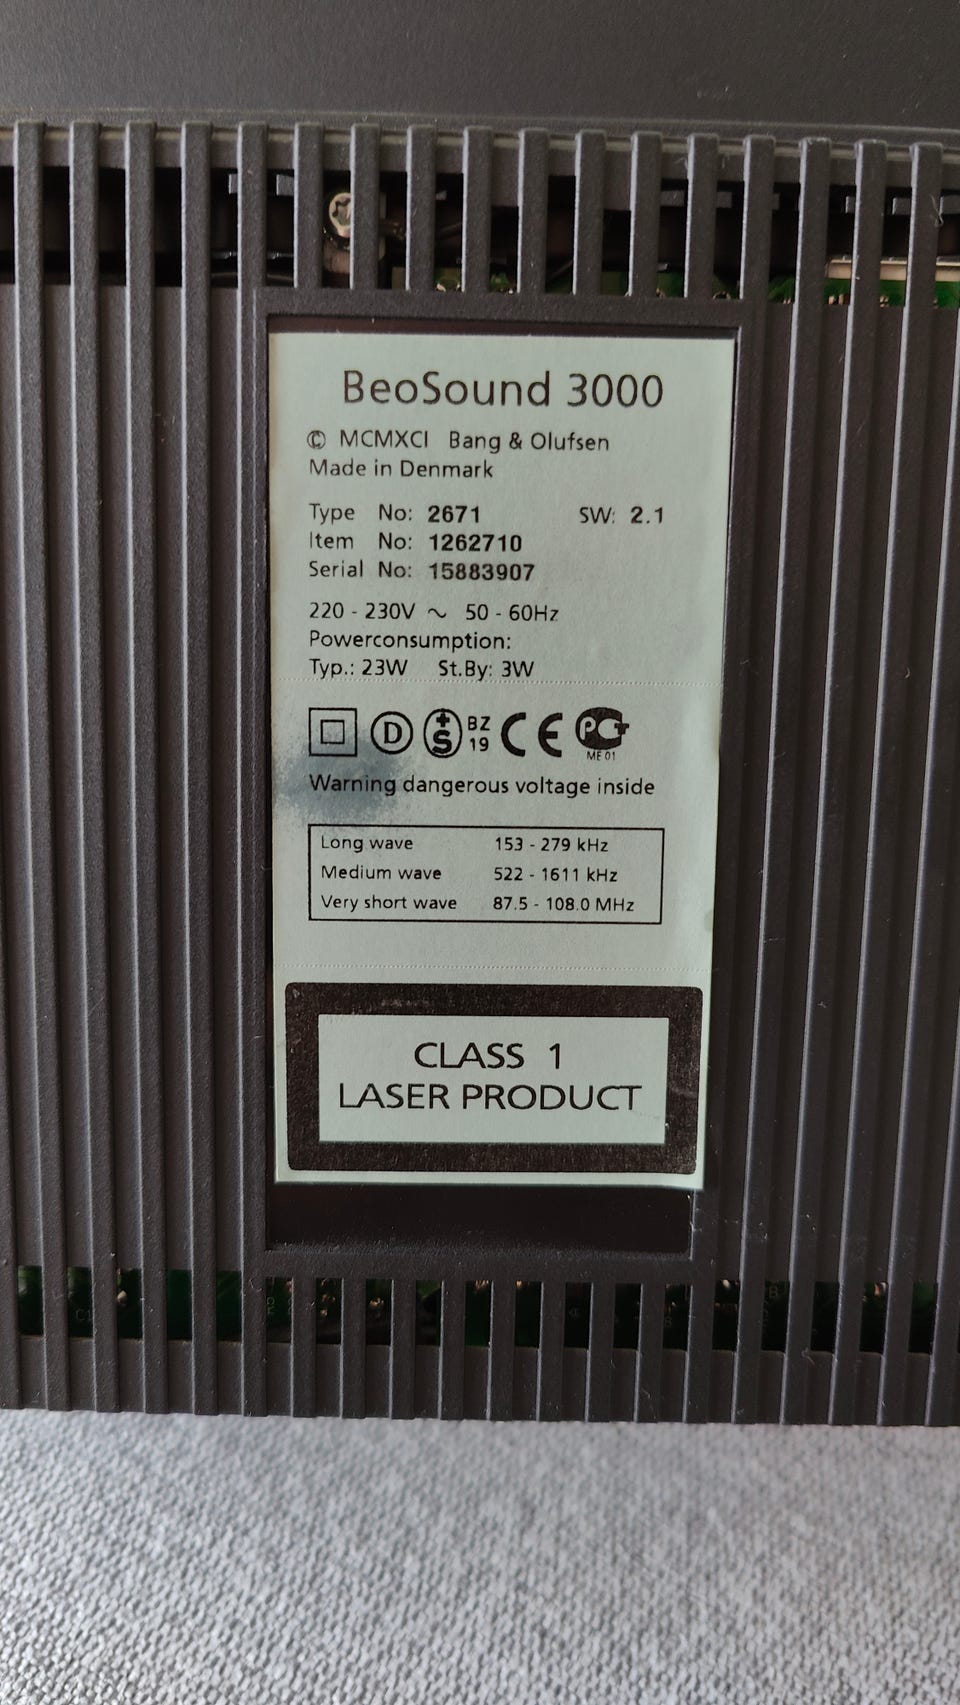 BeoSound 3000
© MCMXCI Bang & Olufsen
Made in Denmark
Type No: 2671 SW: 2.1
Item No: 1262710
Serial No: 15883907
220 - 230V ~ 50 - 60Hz
Powerconsumption:
Typ.: 23W St.By: 3W
D +S BZ 19 CE PCT ME 01
Warning dangerous voltage inside
Long wave 153 - 279 kHz
Medium wave 522 - 1611 kHz
Very short wave 87.5 - 108.0 MHz
CLASS 1
LASER PRODUCT